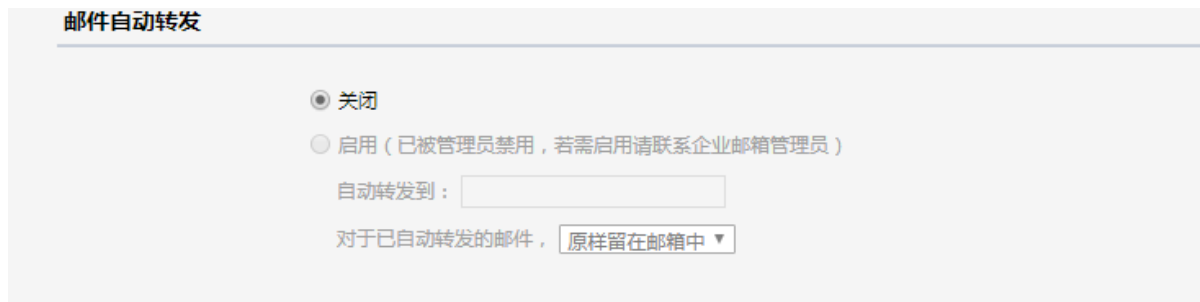 邮件自动转发
关闭
启用（已被管理员禁用，若需启用请联系企业邮箱管理员）
自动转发到：
对于已自动转发的邮件， 原样留在邮箱中